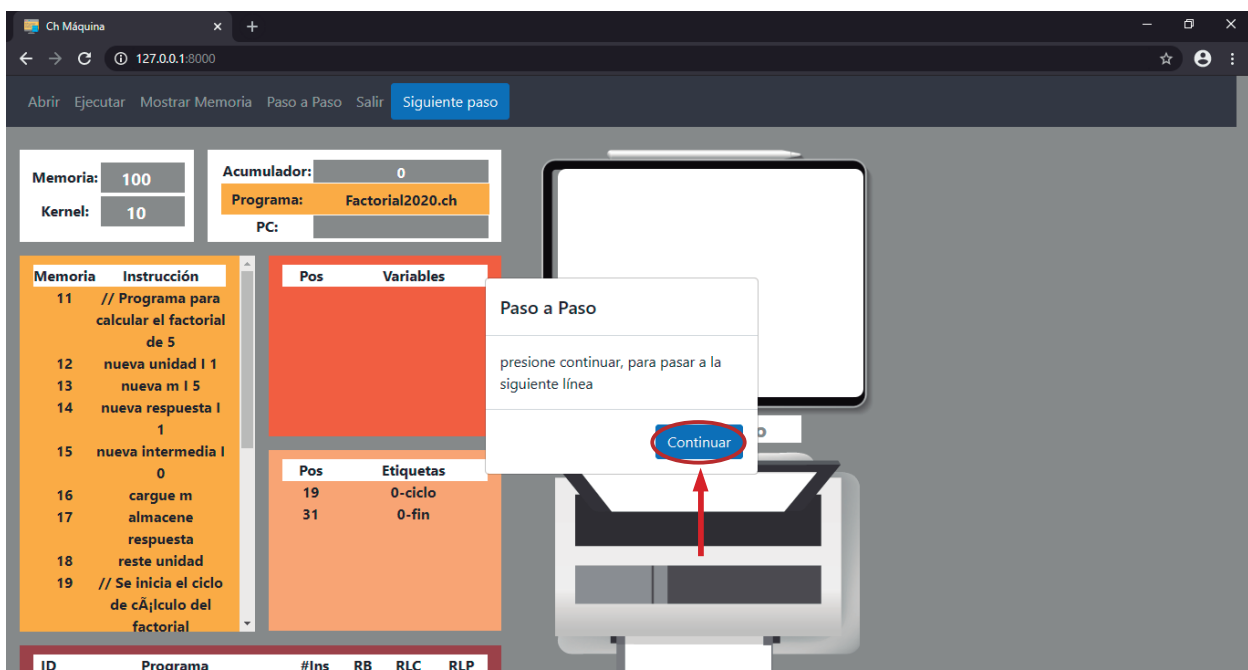 Ch Máquina
127.0.0.1:8000
Abrir Ejecutar Mostrar Memoria Paso a Paso Salir Siguiente paso
Memoria: 100
Kernel: 10
Acumulador: 0
Programa: Factorial2020.ch
PC:
Memoria Instrucción
11 // Programa para
calcular el factorial
de 5
12 nueva unidad I 1
13 nueva m I 5
14 nueva respuesta I
1
15 nueva intermedia I
0
16 cargue m
17 almacene
respuesta
18 reste unidad
19 // Se inicia el ciclo
de cÃ¡lculo del
factorial
Pos Variables
Pos Etiquetas
19 0-ciclo
31 0-fin
Paso a Paso
presione continuar, para pasar a la
siguiente línea
Continuar
ID Programa #Ins RB RLC RLP